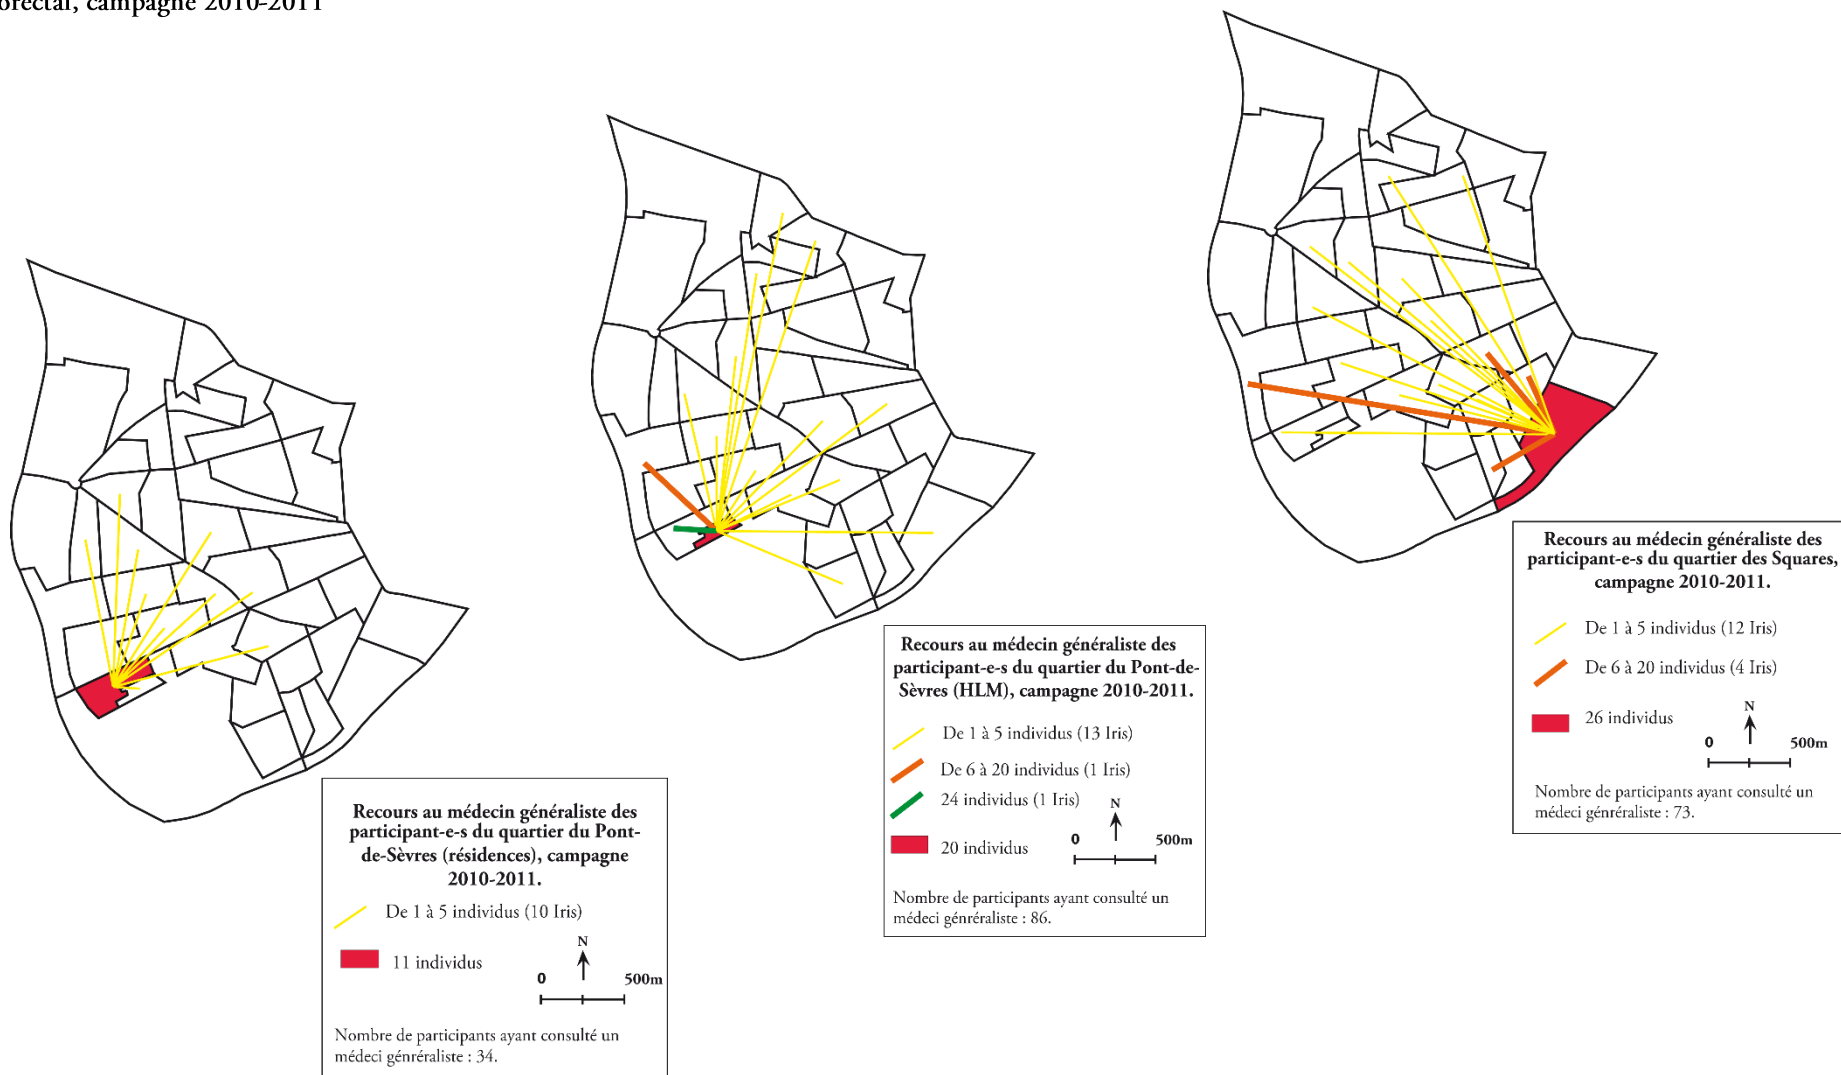 orectal, campagne 2010-2011
Recours au médecin généraliste des
participant-e-s du quartier du Pont-
de-Sèvres (résidences), campagne
2010-2011.
De 1 à 5 individus (10 Iris)
11 individus
N
0 500m
Nombre de participants ayant consulté un
médeci génréraliste : 34.
Recours au médecin généraliste des
participant-e-s du quartier du Pont-de-
Sèvres (HLM), campagne 2010-2011.
De 1 à 5 individus (13 Iris)
De 6 à 20 individus (1 Iris)
24 individus (1 Iris)
20 individus
N
0 500m
Nombre de participants ayant consulté un
médeci génréraliste : 86.
Recours au médecin généraliste des
participant-e-s du quartier des Squares,
campagne 2010-2011.
De 1 à 5 individus (12 Iris)
De 6 à 20 individus (4 Iris)
26 individus
N
0 500m
Nombre de participants ayant consulté un
médeci génréraliste : 73.